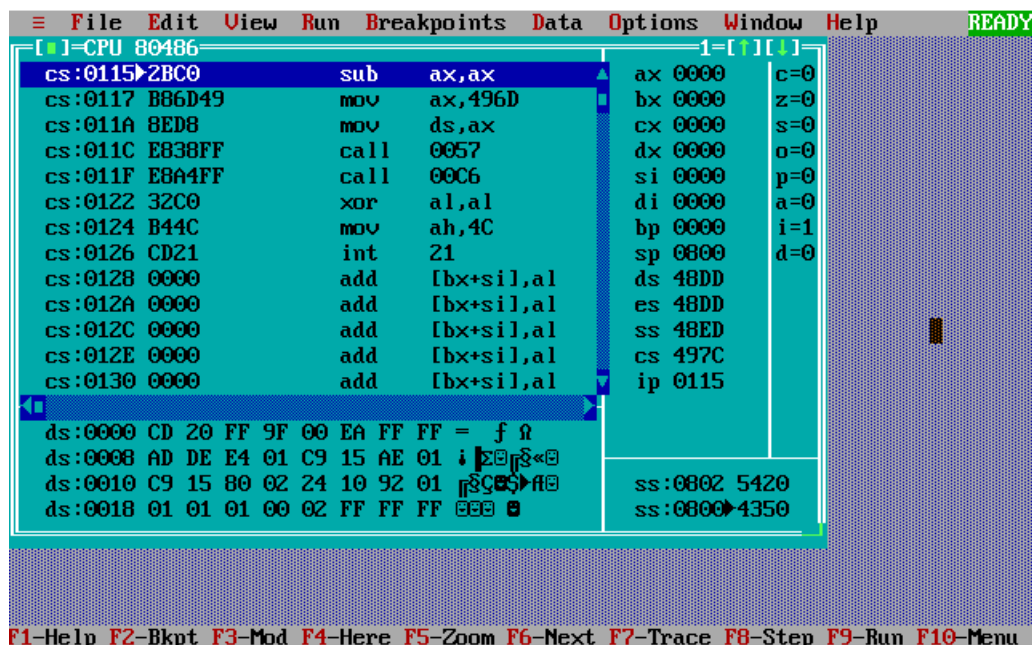 ≡ File Edit View Run Breakpoints Data Options Window Help READY
[■]=CPU 80486 1=[↑][↓]
cs:0115►2BC0 sub ax,ax ax 0000 c=0
cs:0117 B86D49 mov ax,496D bx 0000 z=0
cs:011A 8ED8 mov ds,ax cx 0000 s=0
cs:011C E838FF call 0057 dx 0000 o=0
cs:011F E8A4FF call 00C6 si 0000 p=0
cs:0122 32C0 xor al,al di 0000 a=0
cs:0124 B44C mov ah,4C bp 0000 i=1
cs:0126 CD21 int 21 sp 0800 d=0
cs:0128 0000 add [bx+si],al ds 48DD
cs:012A 0000 add [bx+si],al es 48DD
cs:012C 0000 add [bx+si],al ss 48ED
cs:012E 0000 add [bx+si],al cs 497C
cs:0130 0000 add [bx+si],al ip 0115
ds:0000 CD 20 FF 9F 00 EA FF FF = ƒ Ω
ds:0008 AD DE E4 01 C9 15 AE 01 ¡▐Σ☺╔§«☺
ds:0010 C9 15 80 02 24 10 92 01 ╔§Ç☻$►Æ☺ ss:0802 5420
ds:0018 01 01 01 00 02 FF FF FF ☺☺☺ ☻ ss:0800►4350
F1-Help F2-Bkpt F3-Mod F4-Here F5-Zoom F6-Next F7-Trace F8-Step F9-Run F10-Menu